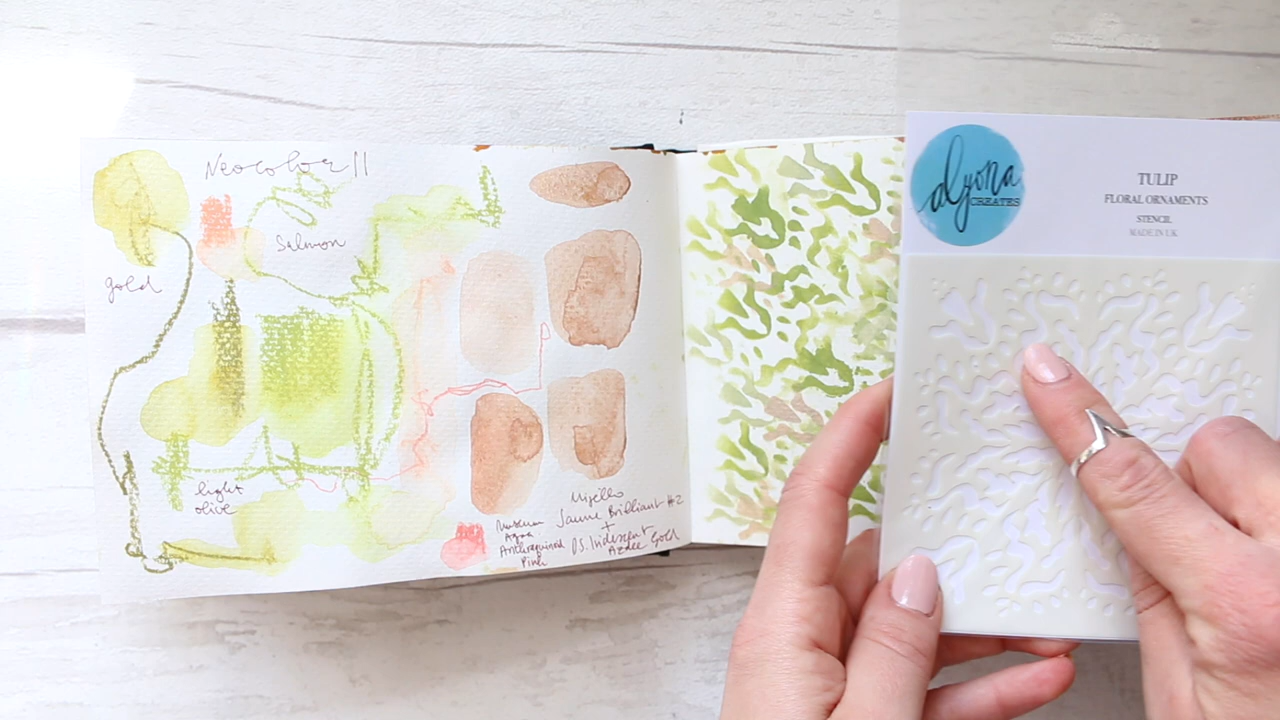 Neocolor II
Salmon
gold
light
olive
Museum
Aqua
Anthraquinoid
Pink
Mijello
Jaune Brilliant #2
+
DS. Iridescent
Aztec Gold
alyona
CREATES
TULIP
FLORAL ORNAMENTS
STENCIL
MADE IN UK